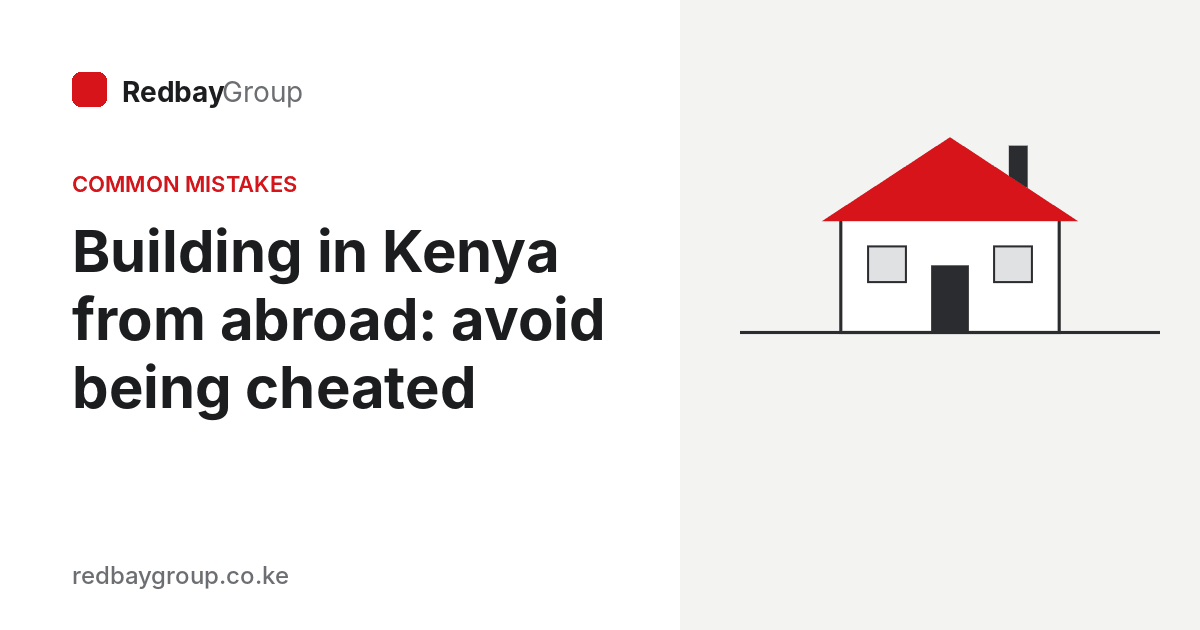 RedbayGroup
COMMON MISTAKES
Building in Kenya
from abroad: avoid
being cheated
redbaygroup.co.ke